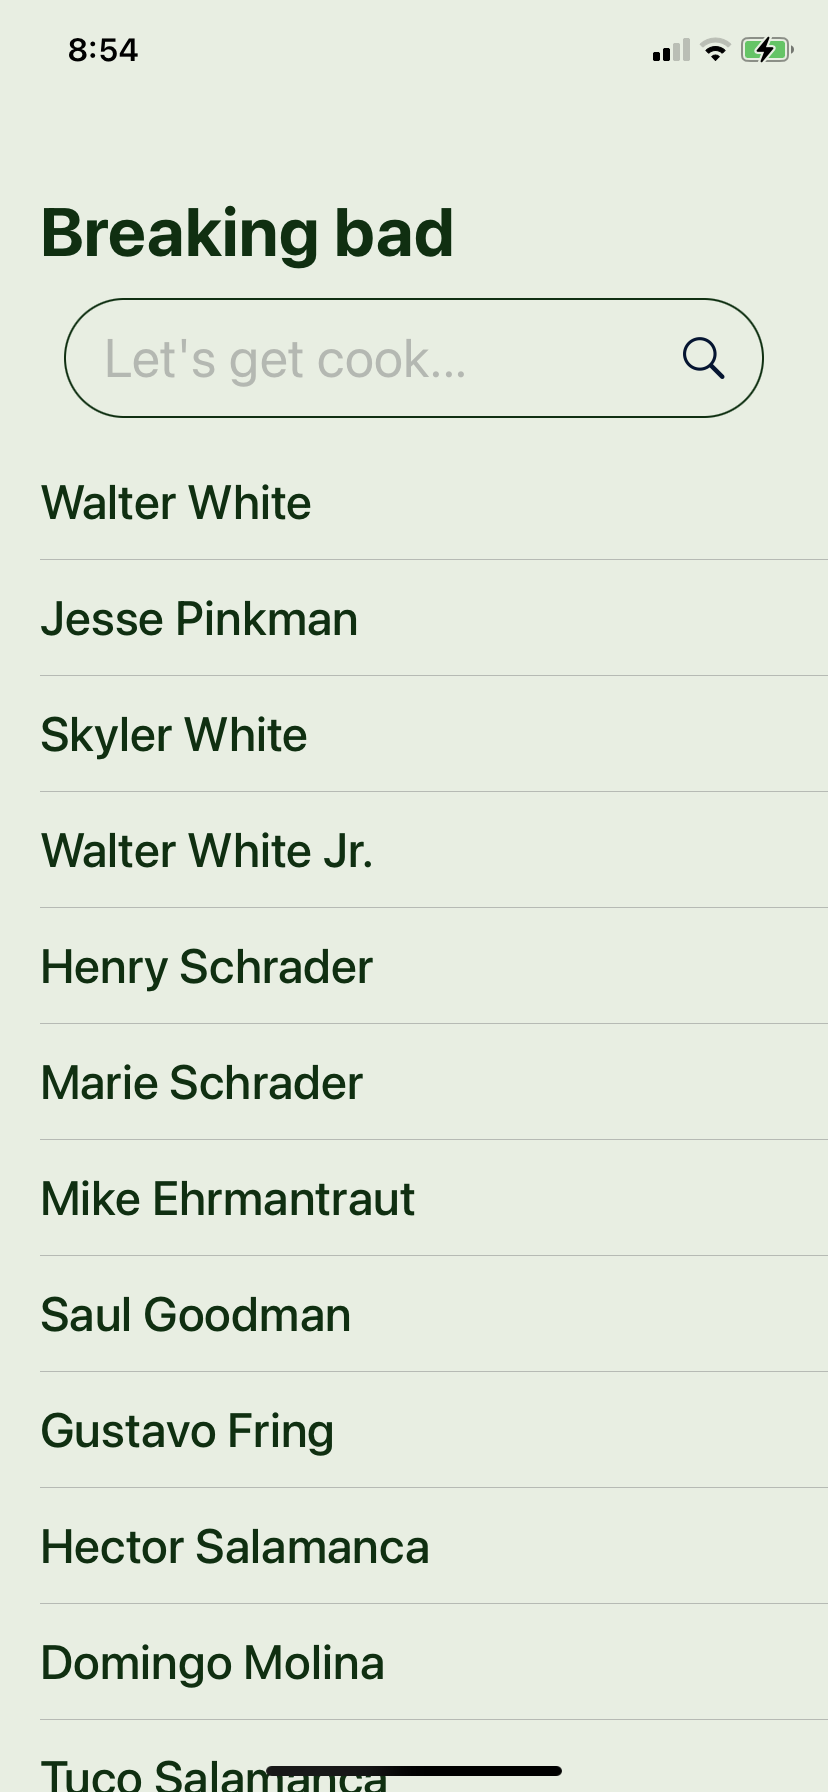 8:54
Breaking bad
Let's get cook...
Walter White
Jesse Pinkman
Skyler White
Walter White Jr.
Henry Schrader
Marie Schrader
Mike Ehrmantraut
Saul Goodman
Gustavo Fring
Hector Salamanca
Domingo Molina
Tuco Salamanca